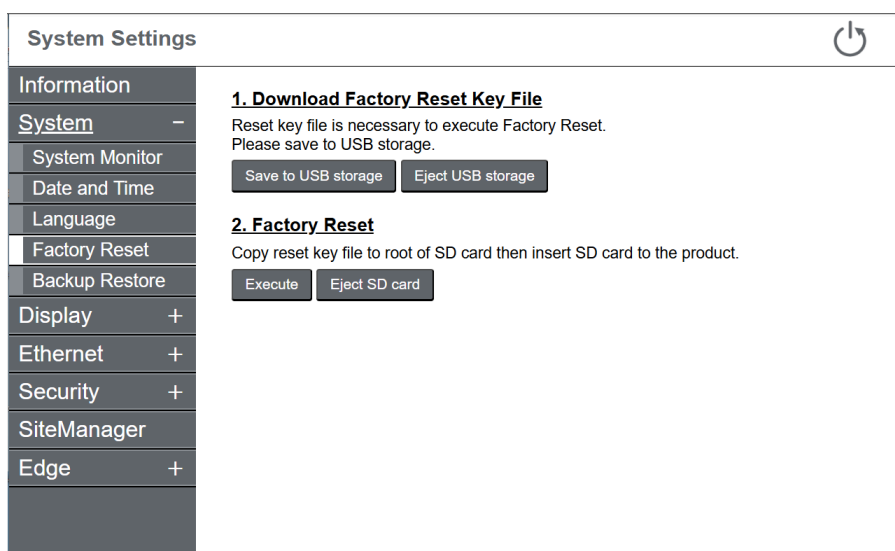 System Settings
Information
System −
System Monitor
Date and Time
Language
Factory Reset
Backup Restore
Display +
Ethernet +
Security +
SiteManager
Edge +
1. Download Factory Reset Key File
Reset key file is necessary to execute Factory Reset.
Please save to USB storage.
Save to USB storage Eject USB storage
2. Factory Reset
Copy reset key file to root of SD card then insert SD card to the product.
Execute Eject SD card